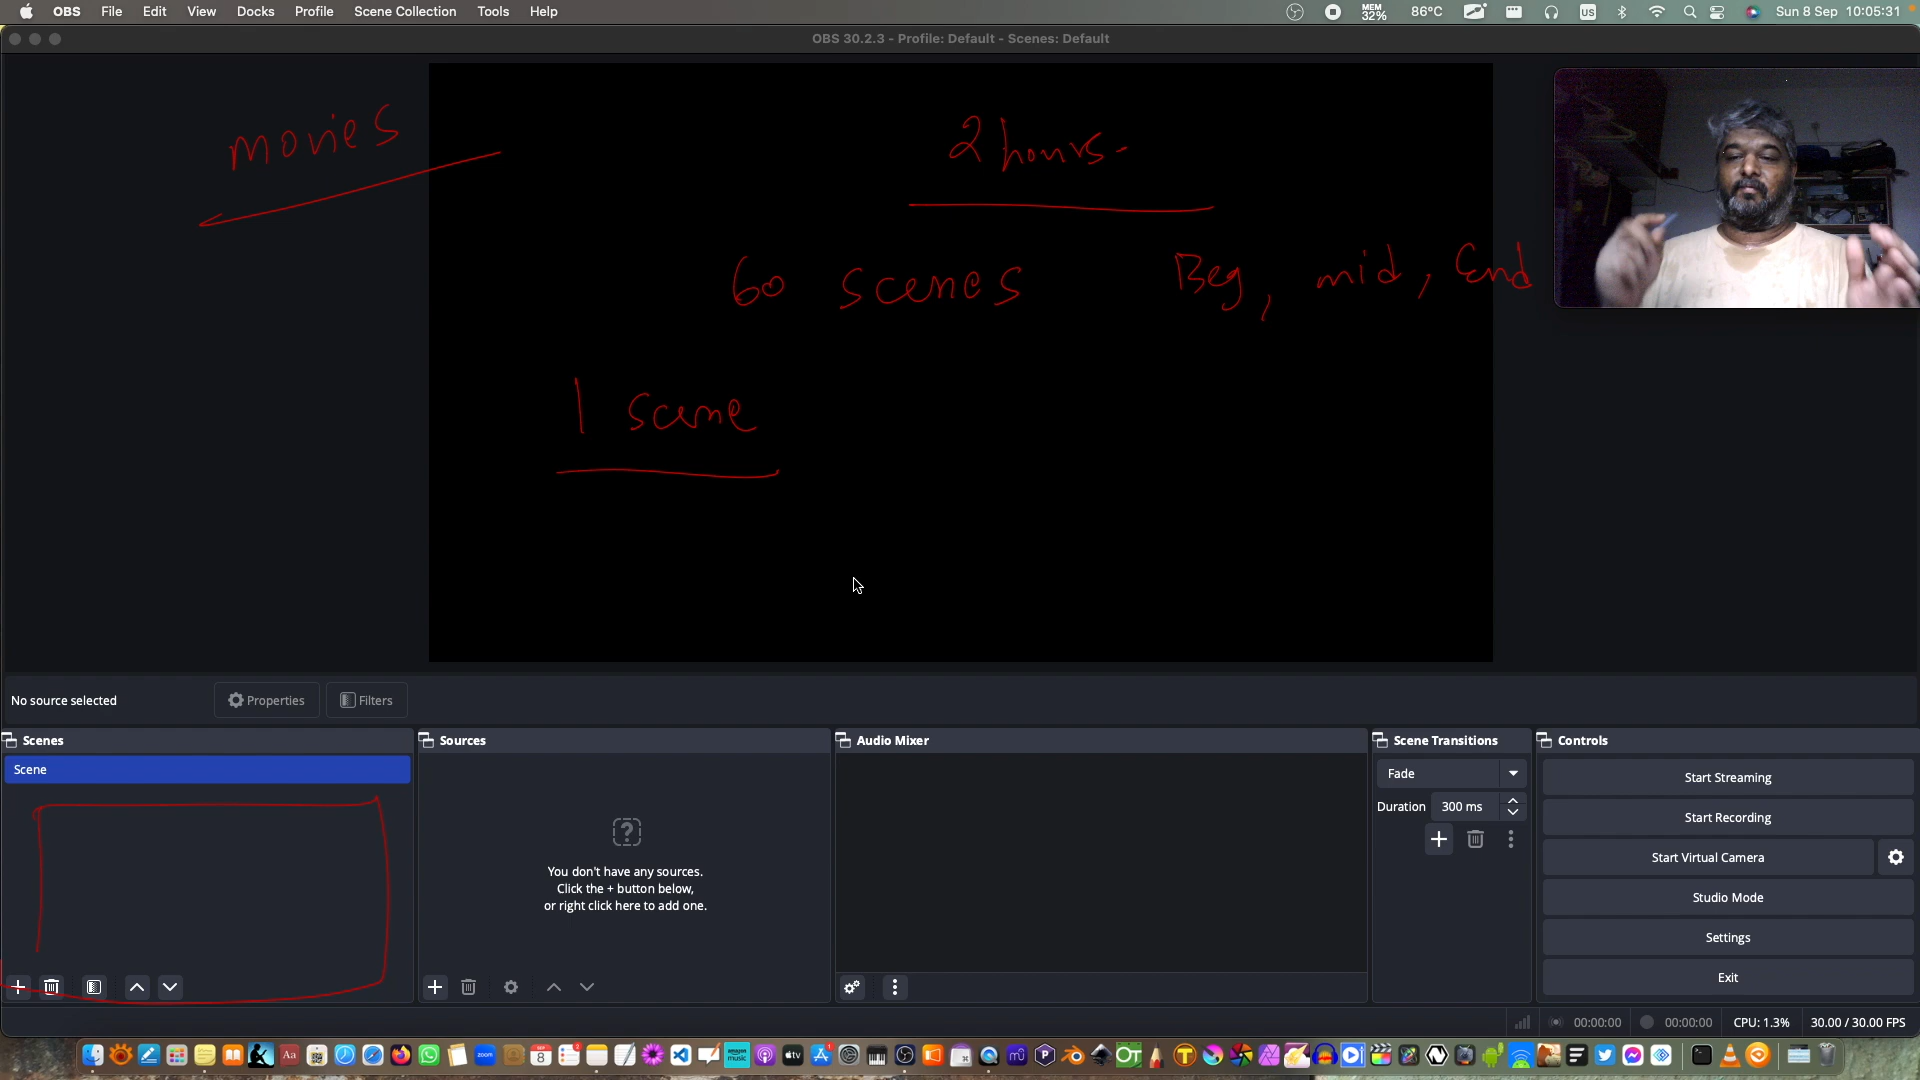 OBS File Edit View Docks Profile Scene Collection Tools Help MEM 32% 86°C US Sun 8 Sep 10:05:31
OBS 30.2.3 - Profile: Default - Scenes: Default
movies
2 hours.
60 scenes Beg, mid, End
1 scene
No source selected Properties Filters
Scenes Sources Audio Mixer Scene Transitions Controls
Scene
Fade
Duration 300 ms
You don't have any sources.
Click the + button below,
or right click here to add one.
Start Streaming
Start Recording
Start Virtual Camera
Studio Mode
Settings
Exit
00:00:00 00:00:00 CPU: 1.3% 30.00 / 30.00 FPS